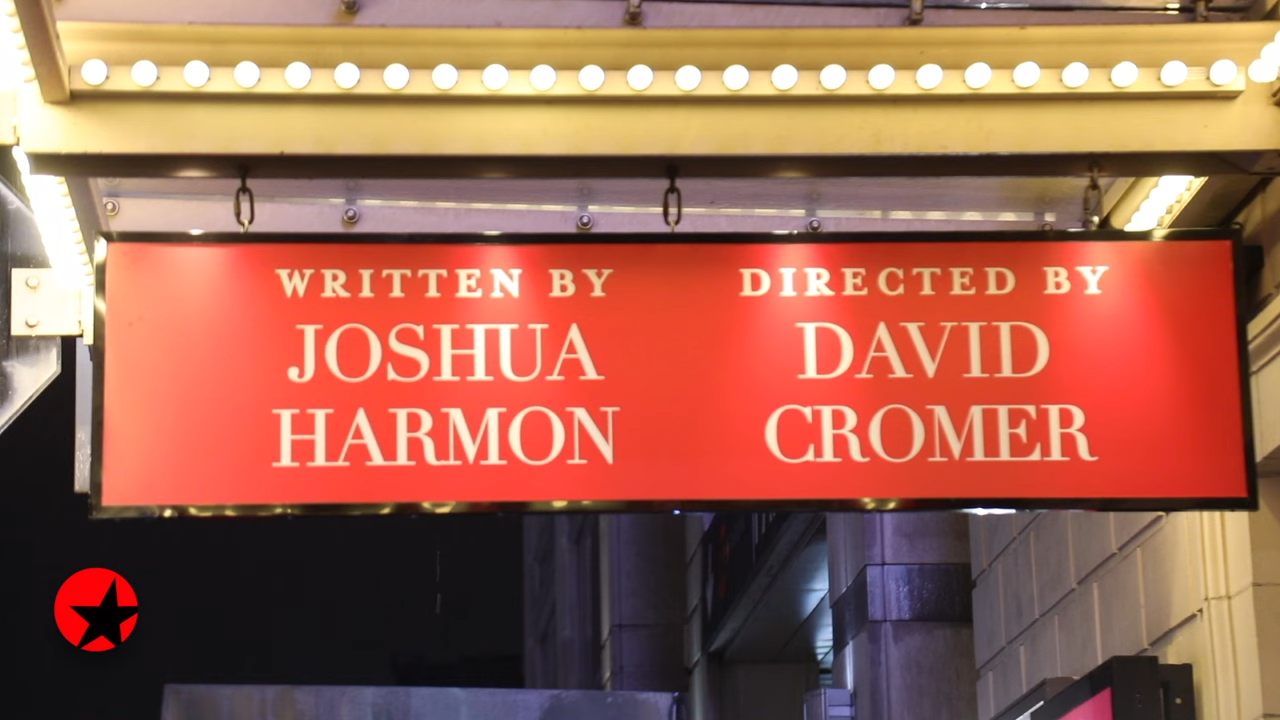 WRITTEN BY
JOSHUA
HARMON
DIRECTED BY
DAVID
CROMER